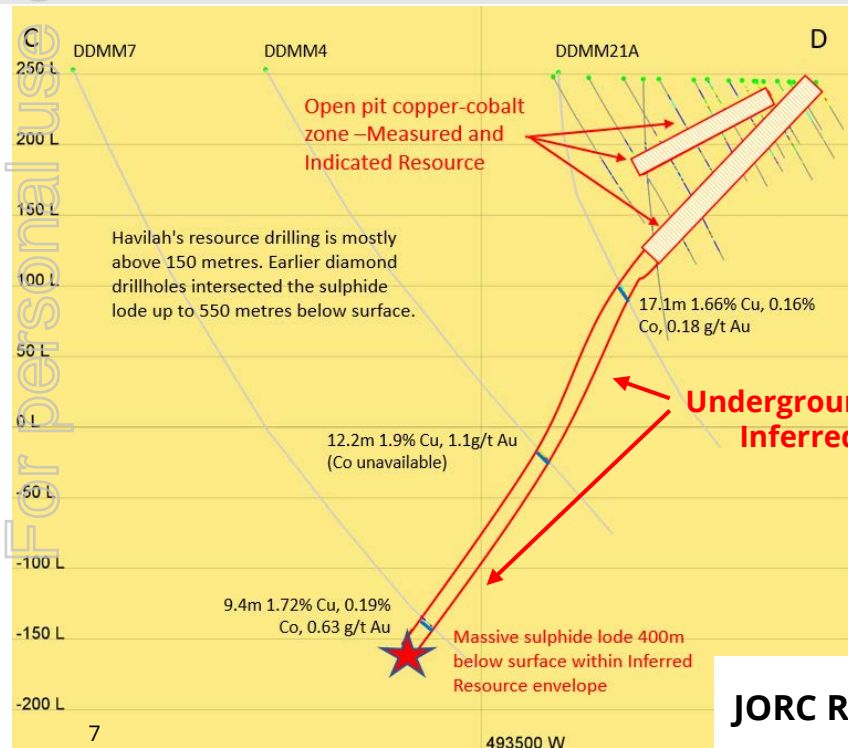 For personal use
C
D
DDMM7
DDMM4
DDMM21A
250 L
200 L
150 L
100 L
50 L
0 L
-50 L
-100 L
-150 L
-200 L
Open pit copper-cobalt
zone –Measured and
Indicated Resource
Havilah's resource drilling is mostly
above 150 metres. Earlier diamond
drillholes intersected the sulphide
lode up to 550 metres below surface.
17.1m 1.66% Cu, 0.16%
Co, 0.18 g/t Au
Undergroun
Inferred
12.2m 1.9% Cu, 1.1g/t Au
(Co unavailable)
9.4m 1.72% Cu, 0.19%
Co, 0.63 g/t Au
Massive sulphide lode 400m
below surface within Inferred
Resource envelope
JORC R
7
493500 W